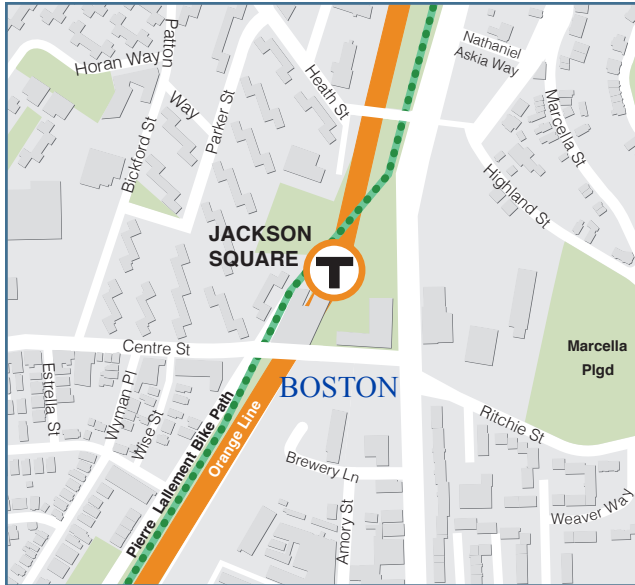 Horan Way
Patton
Way
Bickford St
Parker St
Heath St
Nathaniel
Askia Way
Marcella St
Highland St
JACKSON
SQUARE
T
Centre St
Marcella
Plgd
BOSTON
Estrella St
Wyman Pl
Wise St
Pierre Lallement Bike Path
Orange Line
Brewery Ln
Amory St
Ritchie St
Weaver Way